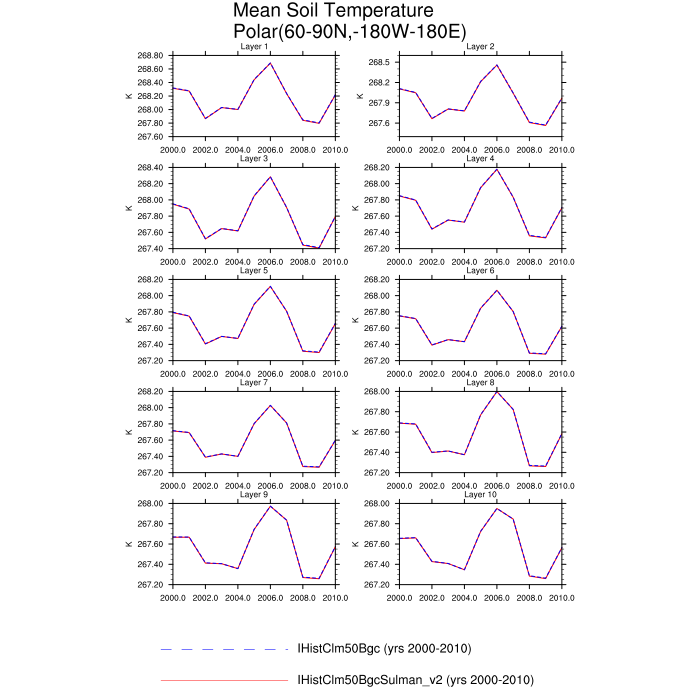 Mean Soil Temperature
Polar(60-90N,-180W-180E)
Layer 1
268.80
268.60
268.40
268.20
268.00
267.80
267.60
K
2000.0 2002.0 2004.0 2006.0 2008.0 2010.0
Layer 2
268.5
268.2
267.9
267.6
K
2000.0 2002.0 2004.0 2006.0 2008.0 2010.0
Layer 3
268.40
268.20
268.00
267.80
267.60
267.40
K
2000.0 2002.0 2004.0 2006.0 2008.0 2010.0
Layer 4
268.20
268.00
267.80
267.60
267.40
267.20
K
2000.0 2002.0 2004.0 2006.0 2008.0 2010.0
Layer 5
268.20
268.00
267.80
267.60
267.40
267.20
K
2000.0 2002.0 2004.0 2006.0 2008.0 2010.0
Layer 6
268.20
268.00
267.80
267.60
267.40
267.20
K
2000.0 2002.0 2004.0 2006.0 2008.0 2010.0
Layer 7
268.20
268.00
267.80
267.60
267.40
267.20
K
2000.0 2002.0 2004.0 2006.0 2008.0 2010.0
Layer 8
268.00
267.80
267.60
267.40
267.20
K
2000.0 2002.0 2004.0 2006.0 2008.0 2010.0
Layer 9
268.00
267.80
267.60
267.40
267.20
K
2000.0 2002.0 2004.0 2006.0 2008.0 2010.0
Layer 10
268.00
267.80
267.60
267.40
267.20
K
2000.0 2002.0 2004.0 2006.0 2008.0 2010.0
IHistClm50Bgc (yrs 2000-2010)
IHistClm50BgcSulman_v2 (yrs 2000-2010)